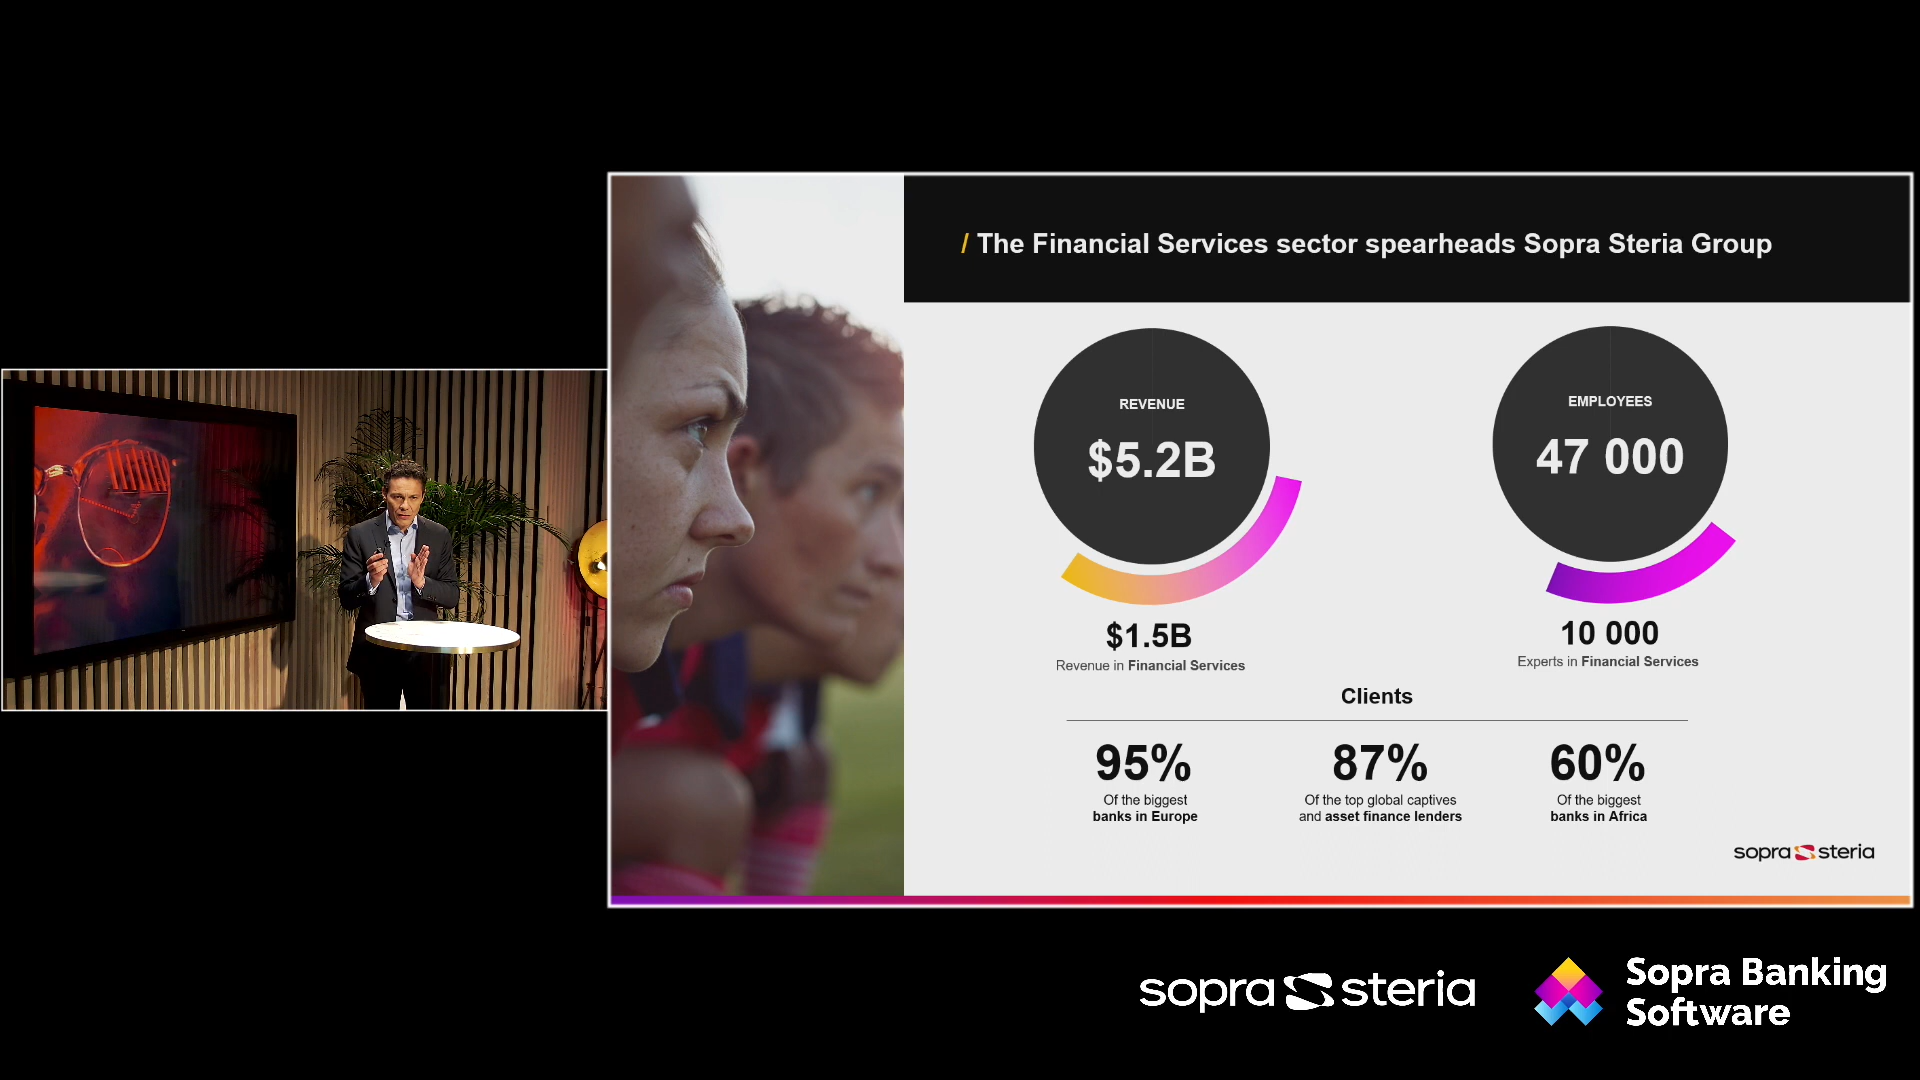 / The Financial Services sector spearheads Sopra Steria Group
REVENUE
$5.2B
$1.5B
Revenue in Financial Services
EMPLOYEES
47 000
10 000
Experts in Financial Services
Clients
95%
Of the biggest
banks in Europe
87%
Of the top global captives
and asset finance lenders
60%
Of the biggest
banks in Africa
sopra steria
sopra steria
Sopra Banking
Software